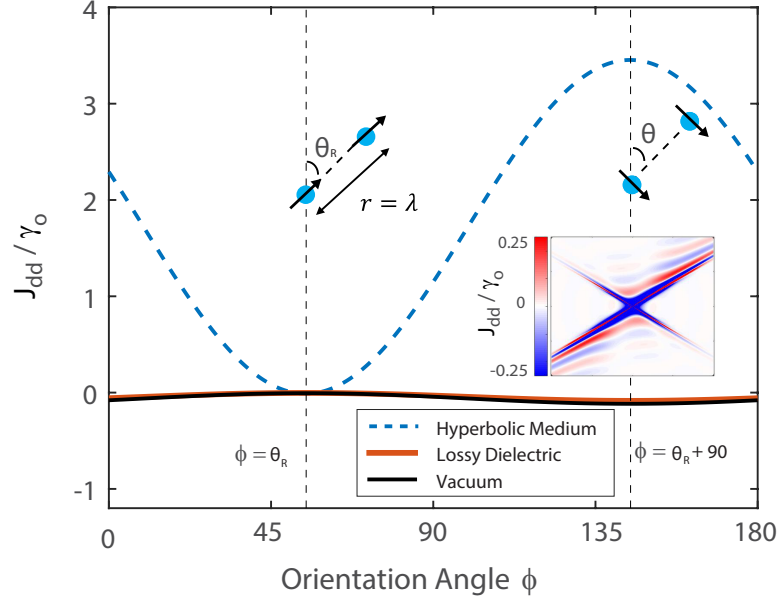 4
3
2
1
0
-1
J_dd / γ_o
θ_R
r = λ
θ
0.25
0
-0.25
J_dd / γ_o
ϕ = θ_R
ϕ = θ_R + 90
Hyperbolic Medium
Lossy Dielectric
Vacuum
0 45 90 135 180
Orientation Angle ϕ